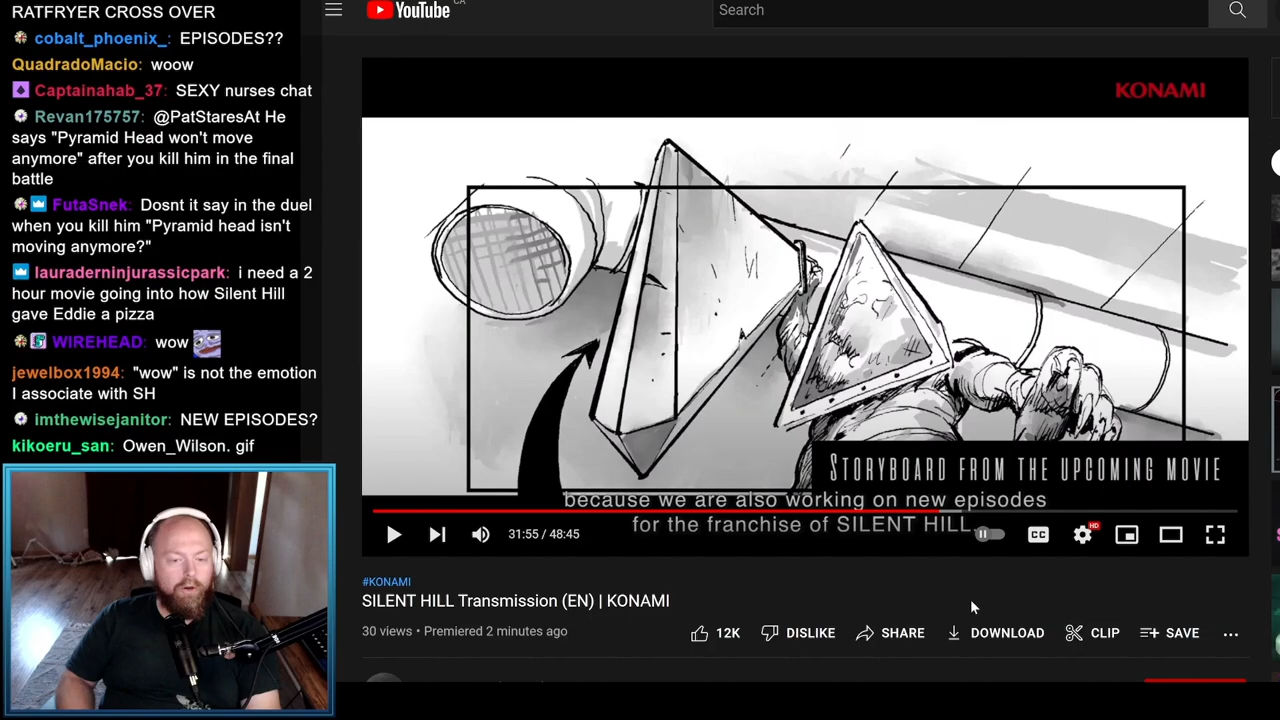 RATFRYER CROSS OVER
cobalt_phoenix_: EPISODES??
QuadradoMacio: woow
Captainahab_37: SEXY nurses chat
Revan175757: @PatStaresAt He
says "Pyramid Head won't move
anymore" after you kill him in the final
battle
FutaSnek: Dosnt it say in the duel
when you kill him "Pyramid head isn't
moving anymore?"
lauraderninjurassicpark: i need a 2
hour movie going into how Silent Hill
gave Eddie a pizza
WIREHEAD: wow
jewelbox1994: "wow" is not the emotion
I associate with SH
imthewisejanitor: NEW EPISODES?
kikoeru_san: Owen_Wilson. gif
YouTube
CA
Search
KONAMI
STORYBOARD FROM THE UPCOMING MOVIE
because we are also working on new episodes
for the franchise of SILENT HILL.
31:55 / 48:45
CC
HD
#KONAMI
SILENT HILL Transmission (EN) | KONAMI
30 views • Premiered 2 minutes ago
12K
DISLIKE
SHARE
DOWNLOAD
CLIP
SAVE